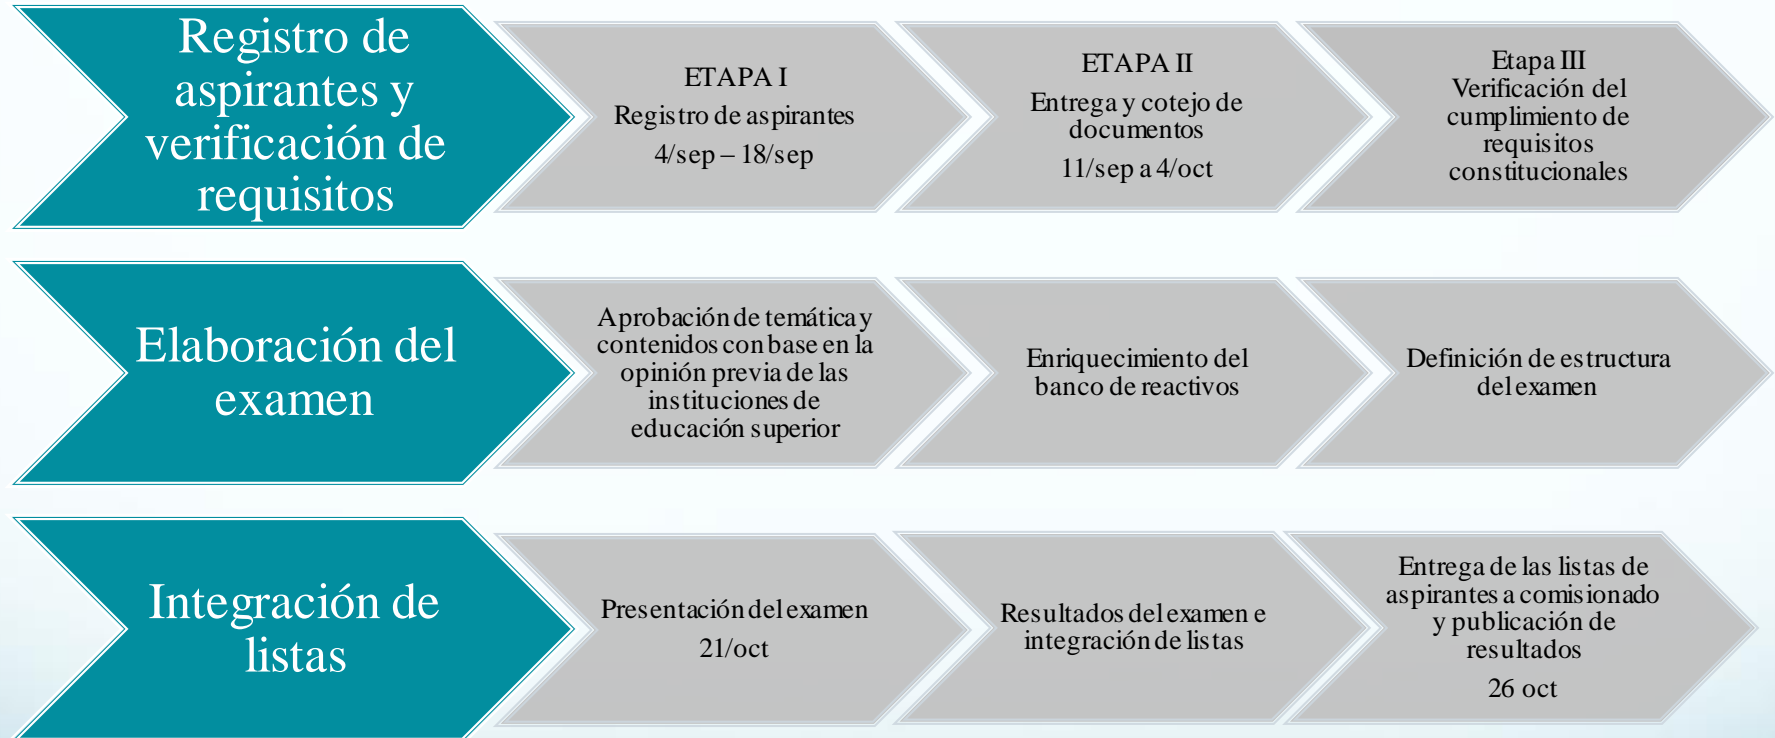 Registro de
aspirantes y
verificación de
requisitos
ETAPA I
Registro de aspirantes
4/sep – 18/sep
ETAPA II
Entrega y cotejo de
documentos
11/sep a 4/oct
Etapa III
Verificación del
cumplimiento de
requisitos
constitucionales
Elaboración del
examen
Aprobación de temática y
contenidos con base en la
opinión previa de las
instituciones de
educación superior
Enriquecimiento del
banco de reactivos
Definición de estructura
del examen
Integración de
listas
Presentación del examen
21/oct
Resultados del examen e
integración de listas
Entrega de las listas de
aspirantes a comisionado
y publicación de
resultados
26 oct